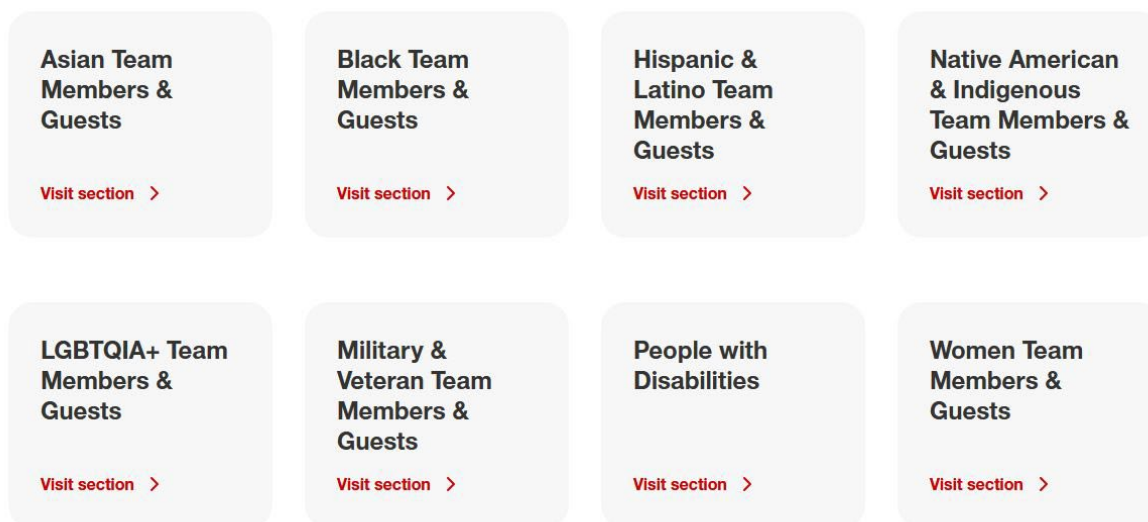 Asian Team
Members &
Guests
Visit section
Black Team
Members &
Guests
Visit section
Hispanic &
Latino Team
Members &
Guests
Visit section
Native American
& Indigenous
Team Members &
Guests
Visit section
LGBTQIA+ Team
Members &
Guests
Visit section
Military &
Veteran Team
Members &
Guests
Visit section
People with
Disabilities
Visit section
Women Team
Members &
Guests
Visit section